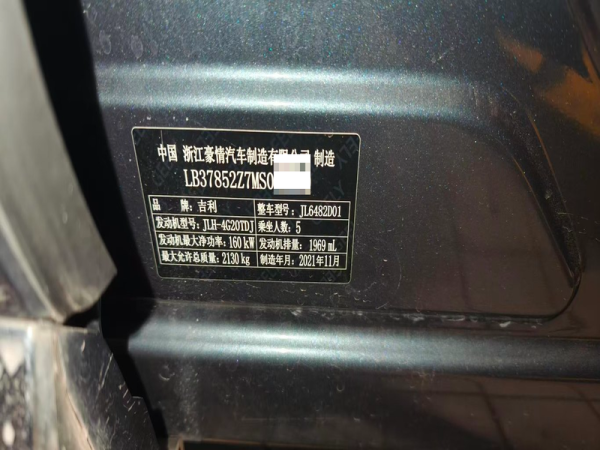 中国 浙江豪情汽车制造有限公司 制造
LB37852Z7MS0
品 牌: 吉利 整车型号: JL6482D01
发动机型号: JLH-4G20TDJ 乘坐人数: 5
发动机最大净功率: 160 kW 发动机排量: 1969 mL
最大允许总质量: 2130 kg 制造年月: 2021年11月